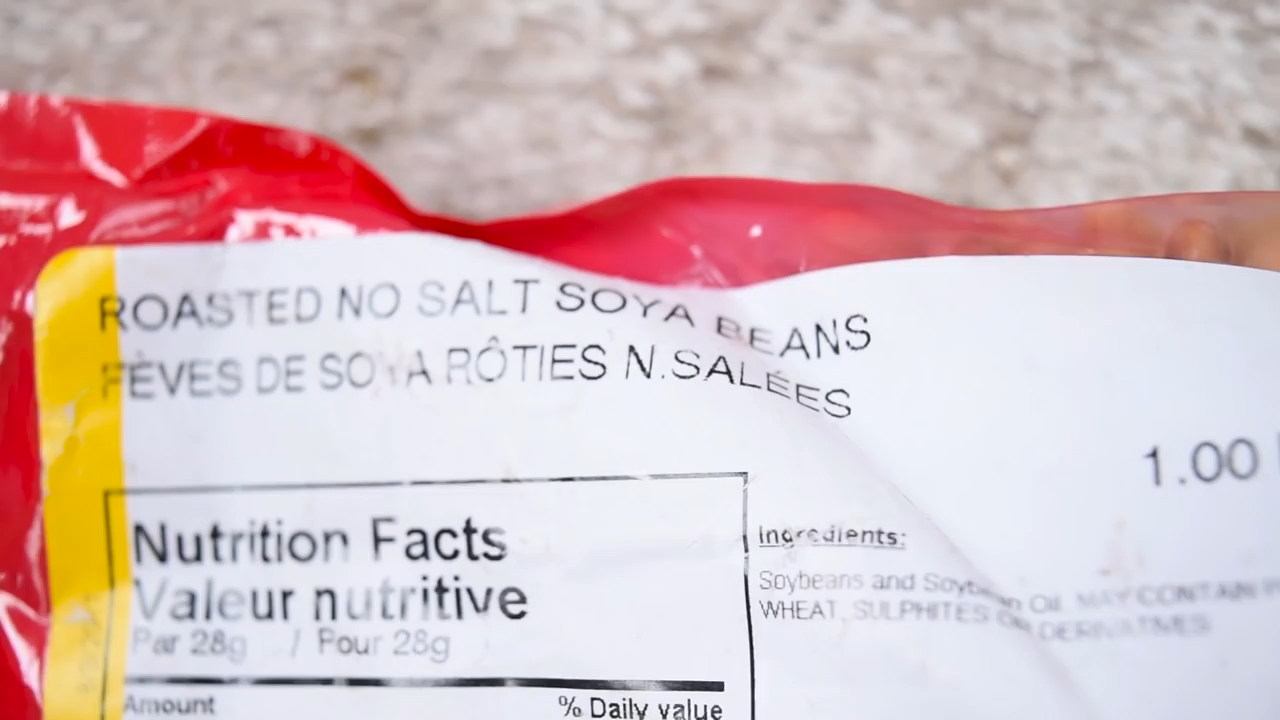 ROASTED NO SALT SOYA BEANS
FÈVES DE SOYA RÔTIES N.SALÉES
1.00
Nutrition Facts
Valeur nutritive
Par 28g / Pour 28g
Amount % Daily value
Ingredients:
Soybeans and Soybean Oil. MAY CONTAIN
WHEAT, SULPHITES OR DERIVATIVES